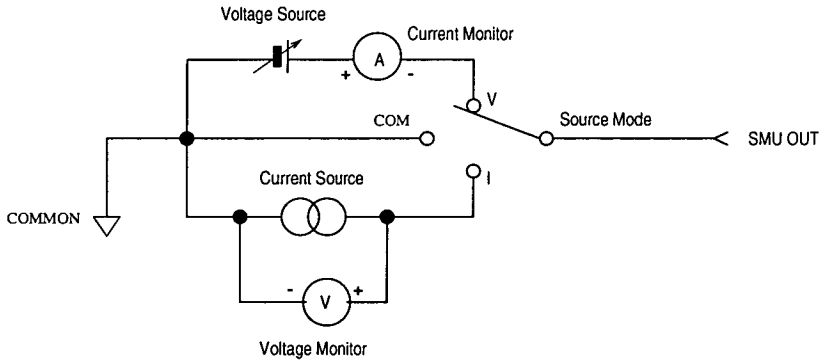 Voltage Source
Current Monitor
A
+ -
V
COM
Source Mode
SMU OUT
Current Source
I
COMMON
- V +
Voltage Monitor